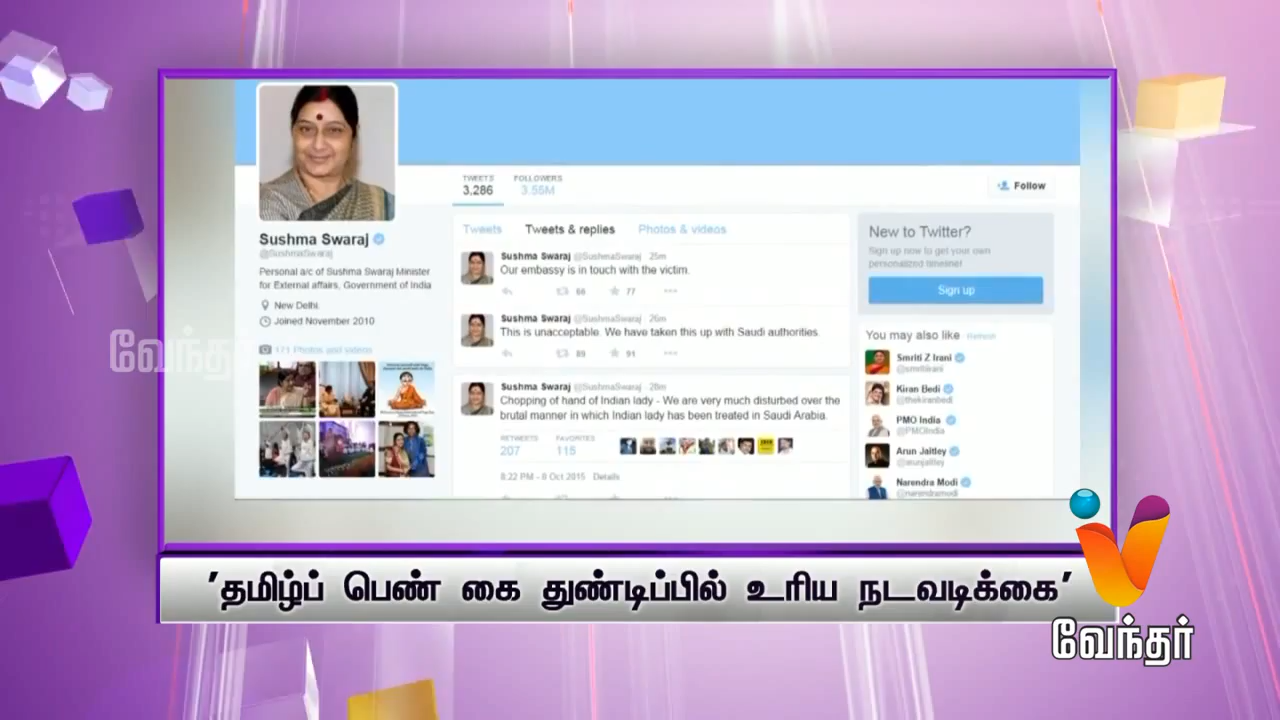 TWEETS
3,286
FOLLOWERS
3.55M
Follow
Sushma Swaraj
@SushmaSwaraj
Personal a/c of Sushma Swaraj Minister
for External affairs, Government of India
New Delhi
Joined November 2010
171 Photos and videos
Tweets
Tweets & replies
Photos & videos
Sushma Swaraj @SushmaSwaraj · 25m
Our embassy is in touch with the victim.
66 77
Sushma Swaraj @SushmaSwaraj · 26m
This is unacceptable. We have taken this up with Saudi authorities.
89 91
Sushma Swaraj @SushmaSwaraj · 28m
Chopping of hand of Indian lady - We are very much disturbed over the
brutal manner in which Indian lady has been treated in Saudi Arabia.
RETWEETS
207
FAVORITES
115
8:22 PM - 8 Oct 2015 · Details
New to Twitter?
Sign up now to get your own
personalized timeline!
Sign up
You may also like · Refresh
Smriti Z Irani
@smritiirani
Kiran Bedi
@thekiranbedi
PMO India
@PMOIndia
Arun Jaitley
@arunjaitley
Narendra Modi
@narendramodi
'தமிழ்ப் பெண் கை துண்டிப்பில் உரிய நடவடிக்கை'
வேந்தர்